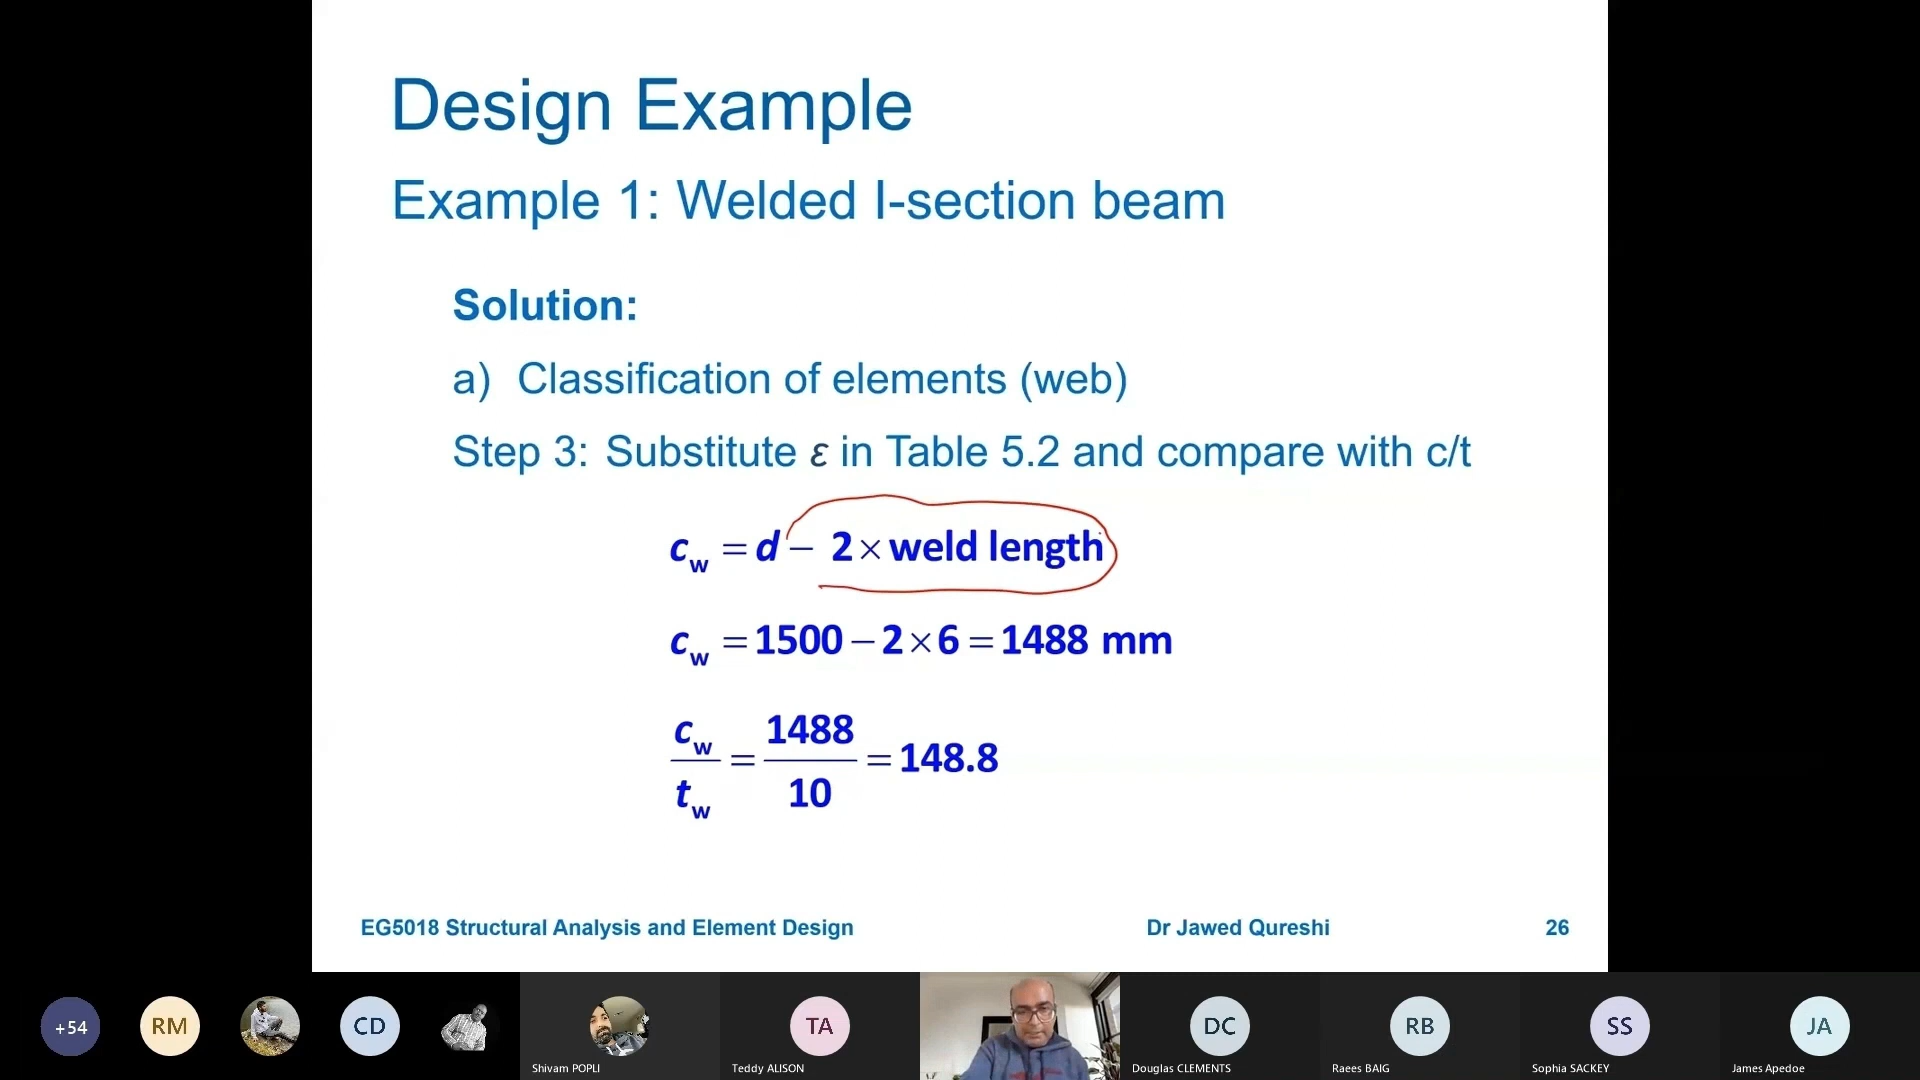 Design Example
Example 1: Welded I-section beam
Solution:
a) Classification of elements (web)
Step 3: Substitute ε in Table 5.2 and compare with c/t
c_w = d − 2 × weld length
c_w = 1500 − 2 × 6 = 1488 mm
c_w / t_w = 1488 / 10 = 148.8
EG5018 Structural Analysis and Element Design Dr Jawed Qureshi 26
+54 RM CD TA DC RB SS JA
Shivam POPLI Teddy ALISON Douglas CLEMENTS Raees BAIG Sophia SACKEY James Apedoe